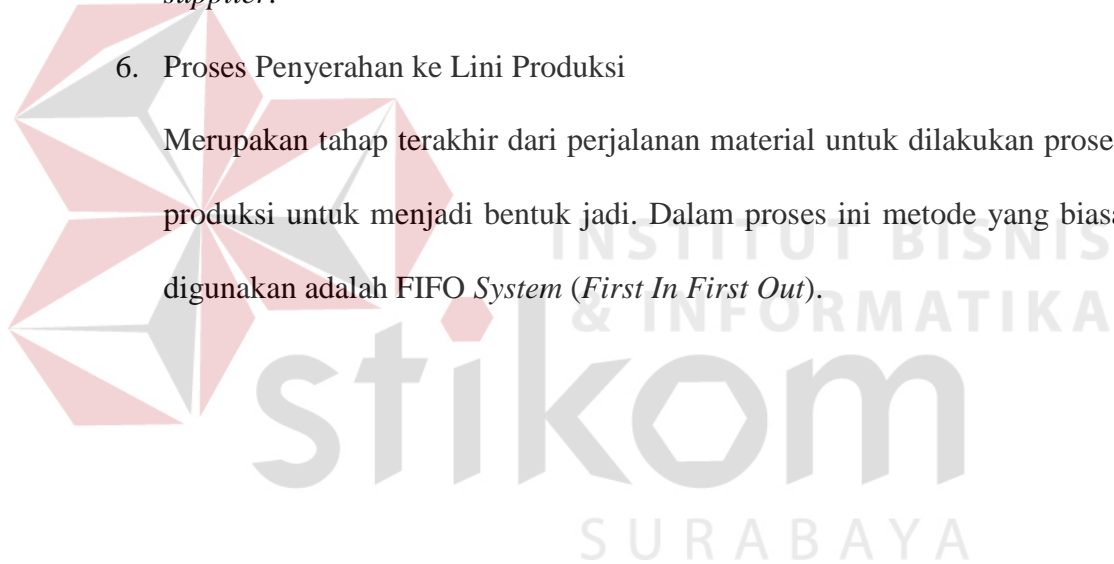 supplier.
6. Proses Penyerahan ke Lini Produksi
Merupakan tahap terakhir dari perjalanan material untuk dilakukan prose
produksi untuk menjadi bentuk jadi. Dalam proses ini metode yang biasa
digunakan adalah FIFO System (First In First Out).
INSTITUT BISNIS
& INFORMATIKA
stikom
SURABAYA